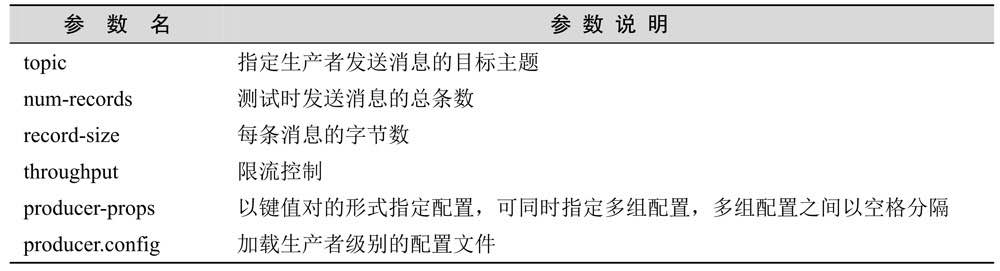 参 数 名 参 数 说 明
topic 指定生产者发送消息的目标主题
num-records 测试时发送消息的总条数
record-size 每条消息的字节数
throughput 限流控制
producer-props 以键值对的形式指定配置，可同时指定多组配置，多组配置之间以空格分隔
producer.config 加载生产者级别的配置文件